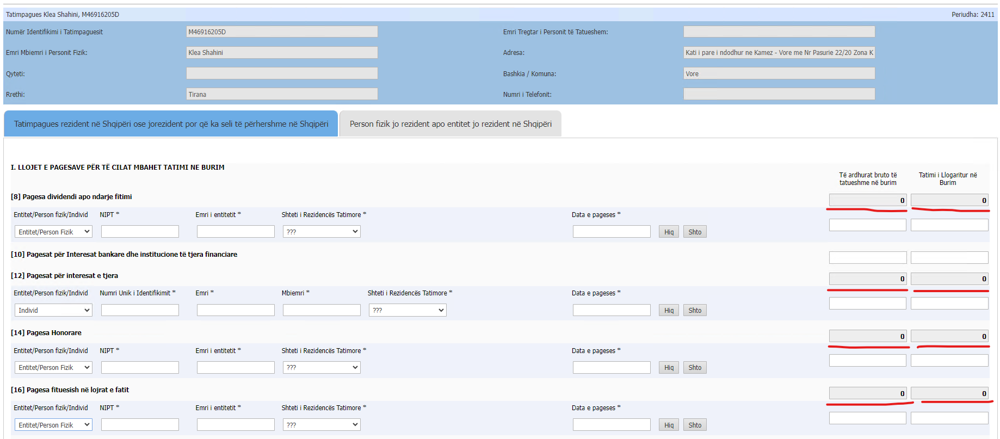 Tatimpagues Klea Shahini, M46916205D Periudha: 2411
Numër Identifikimi i Tatimpaguesit M46916205D Emri Tregtar i Personit të Tatueshem:
Emri Mbiemri i Personit Fizik: Klea Shahini Adresa: Kati i pare i ndodhur ne Kamez - Vore me Nr Pasurie 22/20 Zona K
Qyteti: Bashkia / Komuna: Vore
Rrethi: Tirana Numri i Telefonit:
Tatimpagues rezident në Shqipëri ose jorezident por që ka seli të përhershme në Shqipëri Person fizik jo rezident apo entitet jo rezident në Shqipëri
I. LLOJET E PAGESAVE PËR TË CILAT MBAHET TATIMI NE BURIM
Të ardhurat bruto të tatueshme në burim
Tatimi i Llogaritur në Burim
[8] Pagesa dividendi apo ndarje fitimi 0 0
Entitet/Person fizik/Individ NIPT * Emri i entitetit * Shteti i Rezidencës Tatimore * Data e pageses *
Entitet/Person Fizik ??? Hiq Shto
[10] Pagesat për Interesat bankare dhe institucione të tjera financiare
[12] Pagesat për interesat e tjera 0 0
Entitet/Person fizik/Individ Numri Unik i Identifikimit * Emri * Mbiemri * Shteti i Rezidencës Tatimore * Data e pageses *
Individ ??? Hiq Shto
[14] Pagesa Honorare 0 0
Entitet/Person fizik/Individ NIPT * Emri i entitetit * Shteti i Rezidencës Tatimore * Data e pageses *
Entitet/Person Fizik ??? Hiq Shto
[16] Pagesa fituesish në lojrat e fatit 0 0
Entitet/Person fizik/Individ NIPT * Emri i entitetit * Shteti i Rezidencës Tatimore * Data e pageses *
Entitet/Person Fizik ??? Hiq Shto